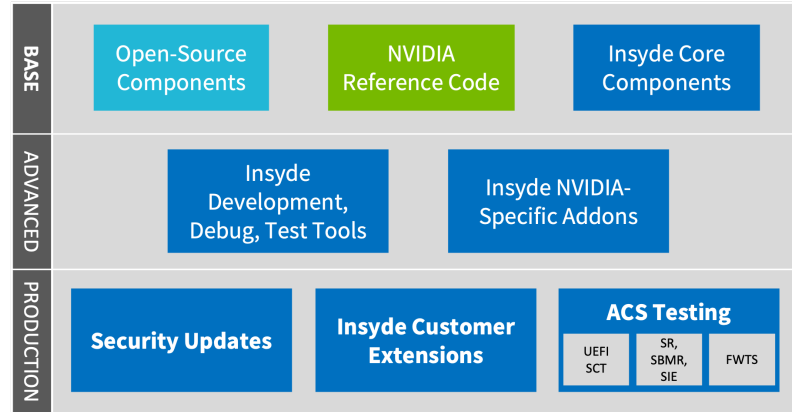 BASE
Open-Source
Components
NVIDIA
Reference Code
Insyde Core
Components
ADVANCED
Insyde
Development,
Debug, Test Tools
Insyde NVIDIA-
Specific Addons
PRODUCTION
Security Updates
Insyde Customer
Extensions
ACS Testing
UEFI
SCT
SR,
SBMR,
SIE
FWTS